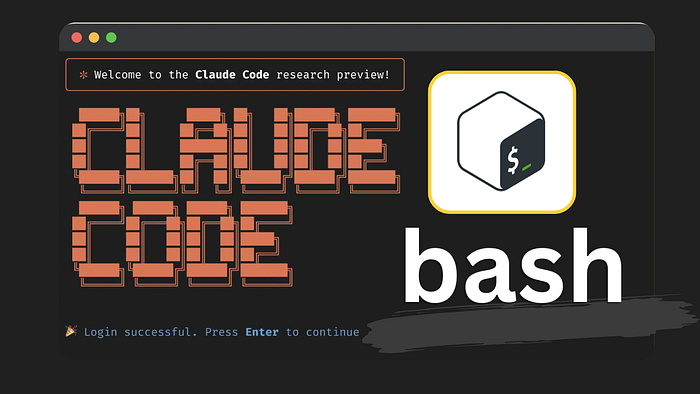 ✻ Welcome to the Claude Code research preview!
CLAUDE
CODE
$_
bash
🎉 Login successful. Press Enter to continue